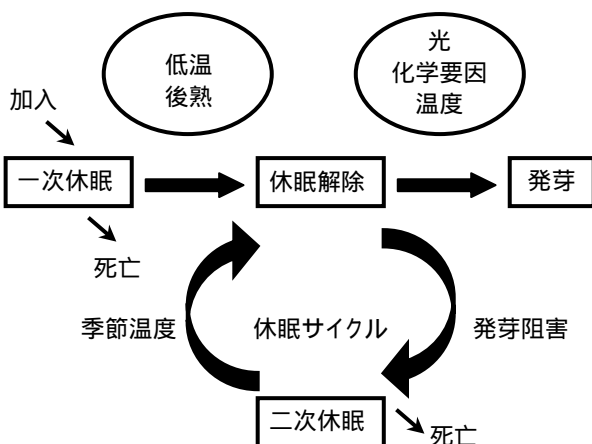 低温
後熟
光
化学要因
温度
加入
一次休眠
休眠解除
発芽
死亡
季節温度
休眠サイクル
発芽阻害
二次休眠
死亡